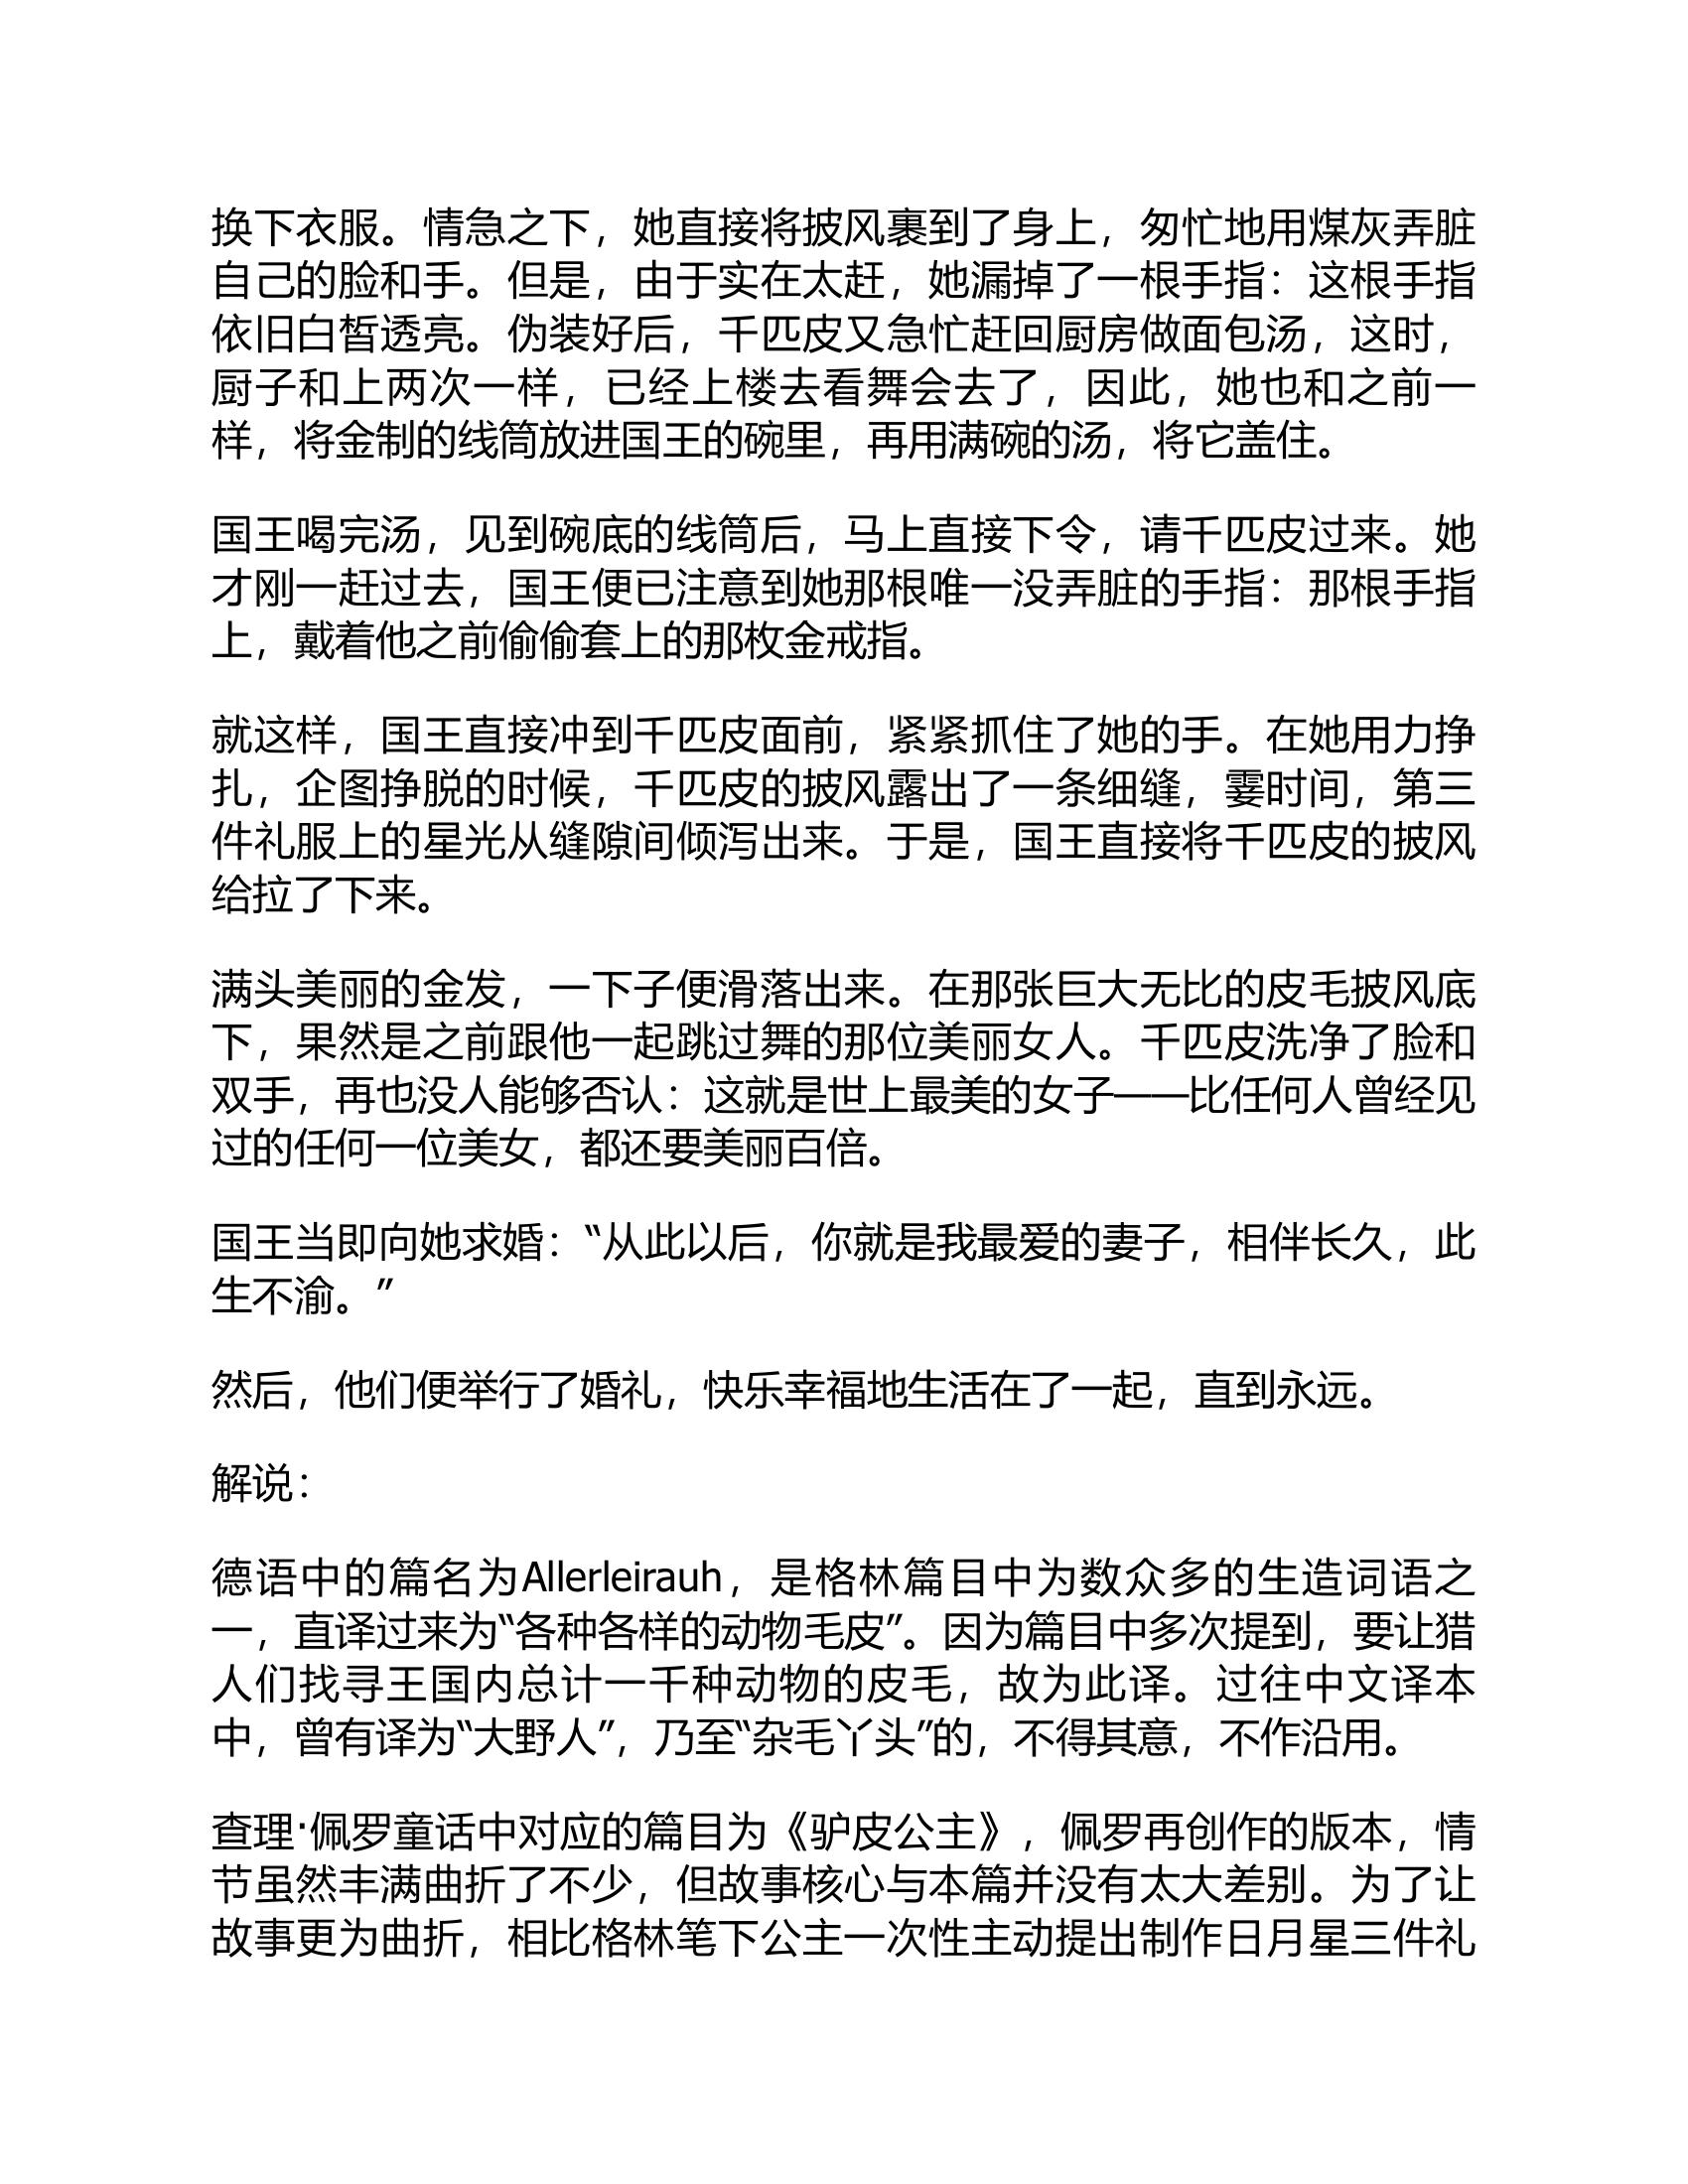 换下衣服。情急之下，她直接将披风裹到了身上，匆忙地用煤灰弄脏
自己的脸和手。但是，由于实在太赶，她漏掉了一根手指：这根手指
依旧白皙透亮。伪装好后，千匹皮又急忙赶回厨房做面包汤，这时，
厨子和上两次一样，已经上楼去看舞会去了，因此，她也和之前一
样，将金制的线筒放进国王的碗里，再用满碗的汤，将它盖住。
国王喝完汤，见到碗底的线筒后，马上直接下令，请千匹皮过来。她
才刚一赶过去，国王便已注意到她那根唯一没弄脏的手指：那根手指
上，戴着他之前偷偷套上的那枚金戒指。
就这样，国王直接冲到千匹皮面前，紧紧抓住了她的手。在她用力挣
扎，企图挣脱的时候，千匹皮的披风露出了一条细缝，霎时间，第三
件礼服上的星光从缝隙间倾泻出来。于是，国王直接将千匹皮的披风
给拉了下来。
满头美丽的金发，一下子便滑落出来。在那张巨大无比的皮毛披风底
下，果然是之前跟他一起跳过舞的那位美丽女人。千匹皮洗净了脸和
双手，再也没人能够否认：这就是世上最美的女子——比任何人曾经见
过的任何一位美女，都还要美丽百倍。
国王当即向她求婚：“从此以后，你就是我最爱的妻子，相伴长久，此
生不渝。”
然后，他们便举行了婚礼，快乐幸福地生活在了一起，直到永远。
解说：
德语中的篇名为Allerleirauh，是格林篇目中为数众多的生造词语之
一，直译过来为“各种各样的动物毛皮”。因为篇目中多次提到，要让猎
人们找寻王国内总计一千种动物的皮毛，故为此译。过往中文译本
中，曾有译为“大野人”，乃至“杂毛丫头”的，不得其意，不作沿用。
查理·佩罗童话中对应的篇目为《驴皮公主》，佩罗再创作的版本，情
节虽然丰满曲折了不少，但故事核心与本篇并没有太大差别。为了让
故事更为曲折，相比格林笔下公主一次性主动提出制作日月星三件礼